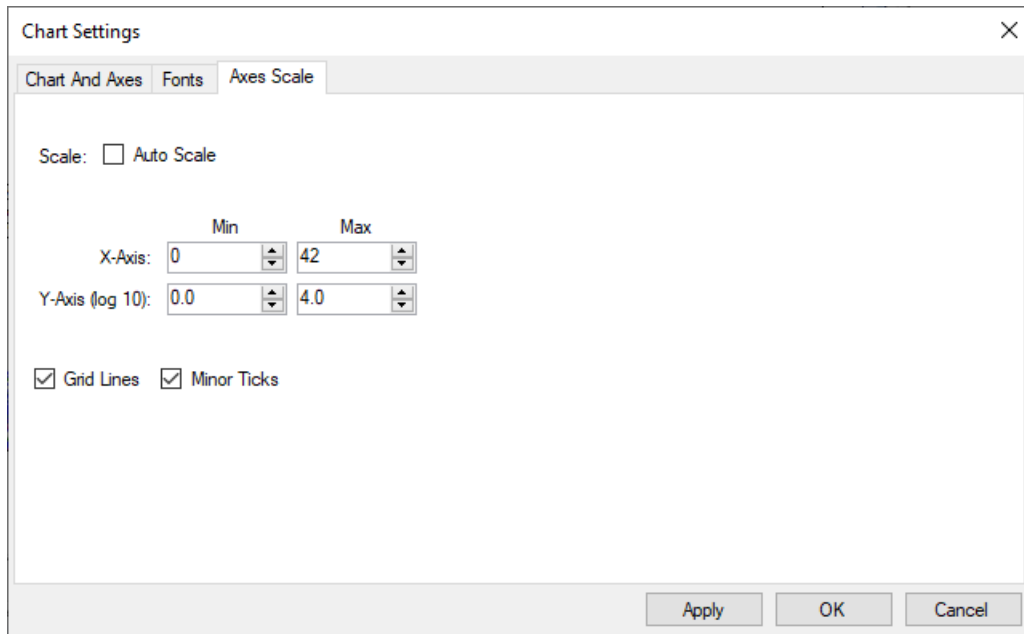 Chart Settings
Chart And Axes Fonts Axes Scale
Scale: Auto Scale
Min Max
X-Axis: 0 42
Y-Axis (log 10): 0.0 4.0
Grid Lines Minor Ticks
Apply OK Cancel